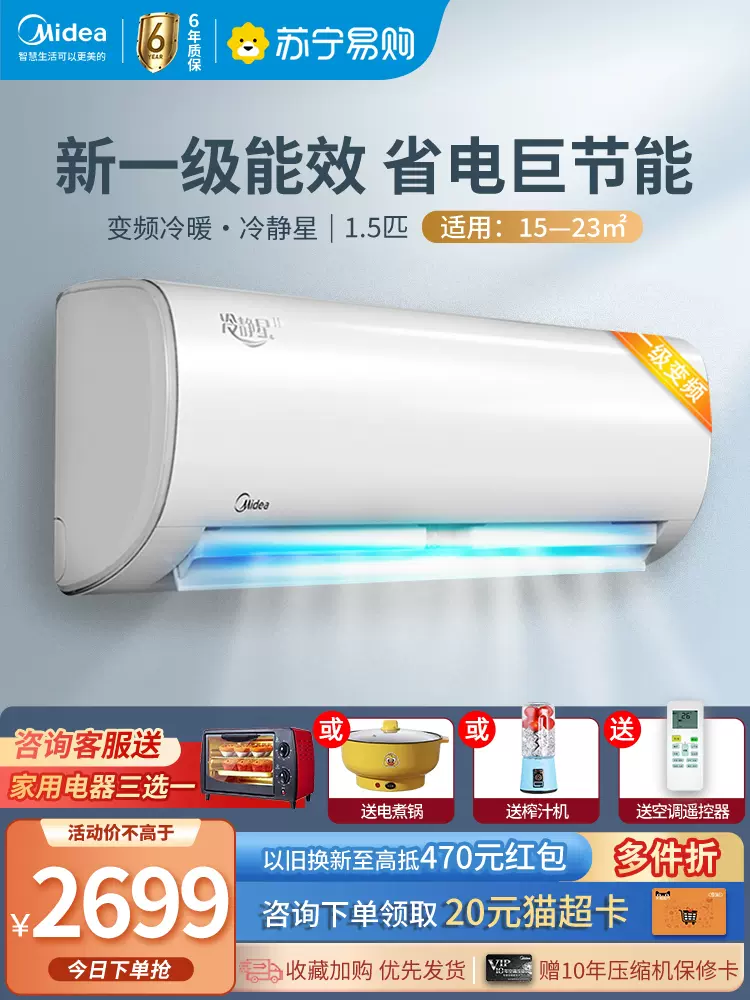 Midea
智慧生活可以更美的
6
YEAR
6年质保
苏宁易购
新一级能效 省电巨节能
变频冷暖·冷静星|1.5匹 适用：15—23㎡
冷静星II
一级变频
Midea
咨询客服送
家用电器三选一
或
送电煮锅
或
送榨汁机
送
26
送空调遥控器
活动价不高于
¥2699
今日下单抢
以旧换新至高抵470元红包
多件折
咨询下单领取 20元猫超卡
收藏加购 优先发货
VIP
赠10年压缩机保修卡